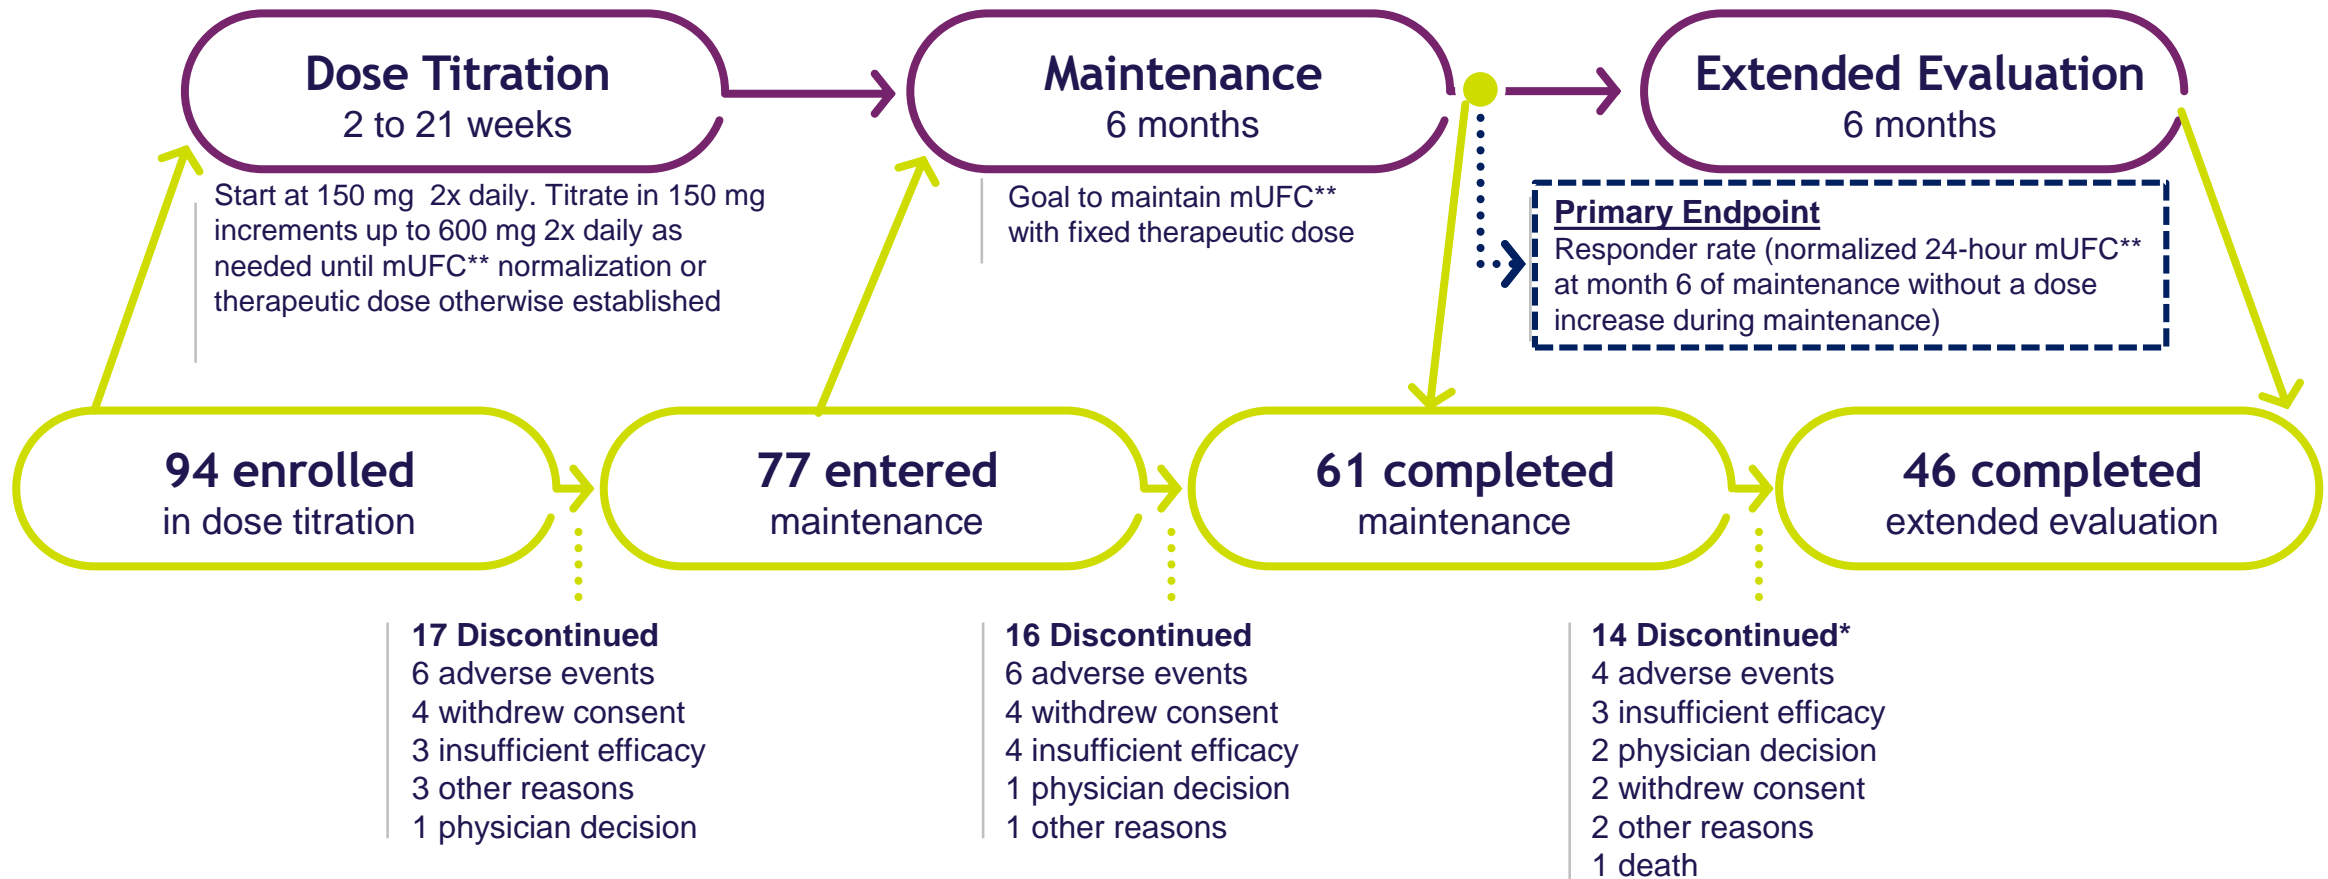 Dose Titration
2 to 21 weeks
Maintenance
6 months
Extended Evaluation
6 months
Start at 150 mg  2x daily. Titrate in 150 mg
increments up to 600 mg 2x daily as
needed until mUFC** normalization or
therapeutic dose otherwise established
Goal to maintain mUFC**
with fixed therapeutic dose
Primary Endpoint
Responder rate (normalized 24-hour mUFC**
at month 6 of maintenance without a dose
increase during maintenance)
94 enrolled
in dose titration
77 entered
maintenance
61 completed
maintenance
46 completed
extended evaluation
17 Discontinued
6 adverse events
4 withdrew consent
3 insufficient efficacy
3 other reasons
1 physician decision
16 Discontinued
6 adverse events
4 withdrew consent
4 insufficient efficacy
1 physician decision
1 other reasons
14 Discontinued*
4 adverse events
3 insufficient efficacy
2 physician decision
2 withdrew consent
2 other reasons
1 death